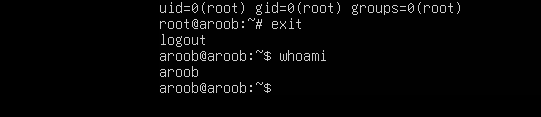 uid=0(root) gid=0(root) groups=0(root)
root@aroob:~# exit
logout
aroob@aroob:~$ whoami
aroob
aroob@aroob:~$